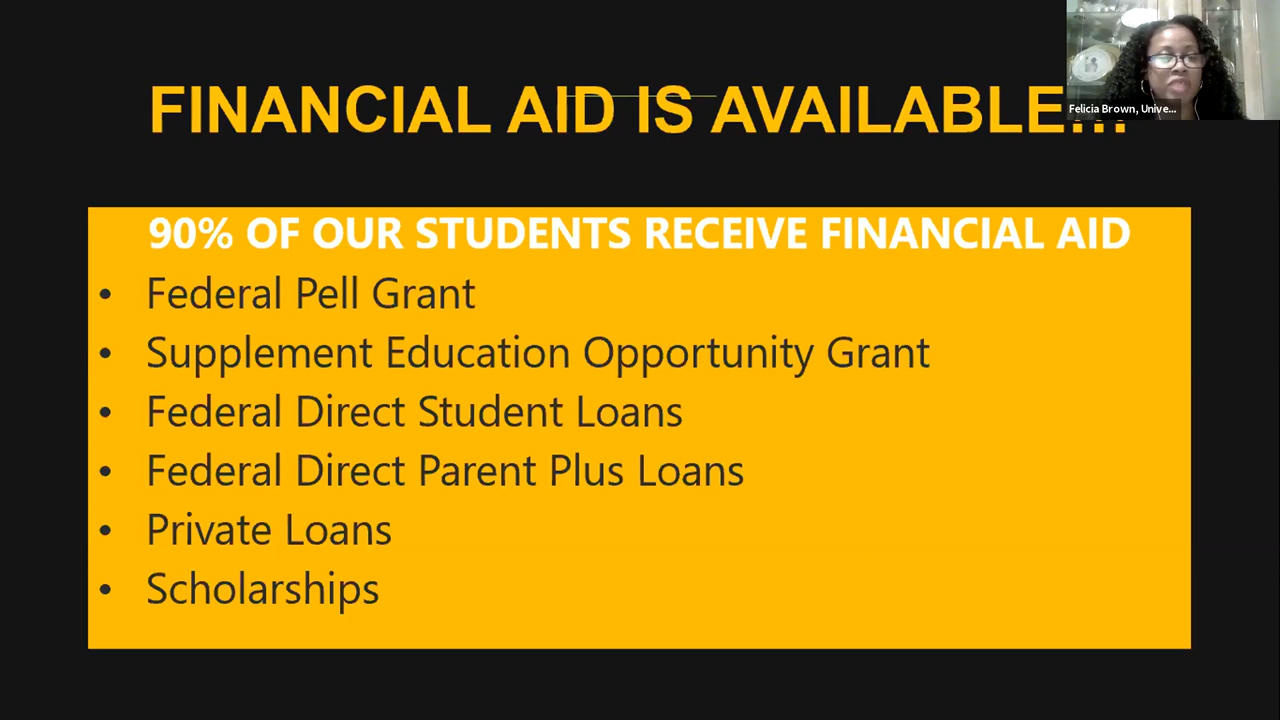 FINANCIAL AID IS AVAILABLE...
90% OF OUR STUDENTS RECEIVE FINANCIAL AID
• Federal Pell Grant
• Supplement Education Opportunity Grant
• Federal Direct Student Loans
• Federal Direct Parent Plus Loans
• Private Loans
• Scholarships
Felicia Brown, Unive...